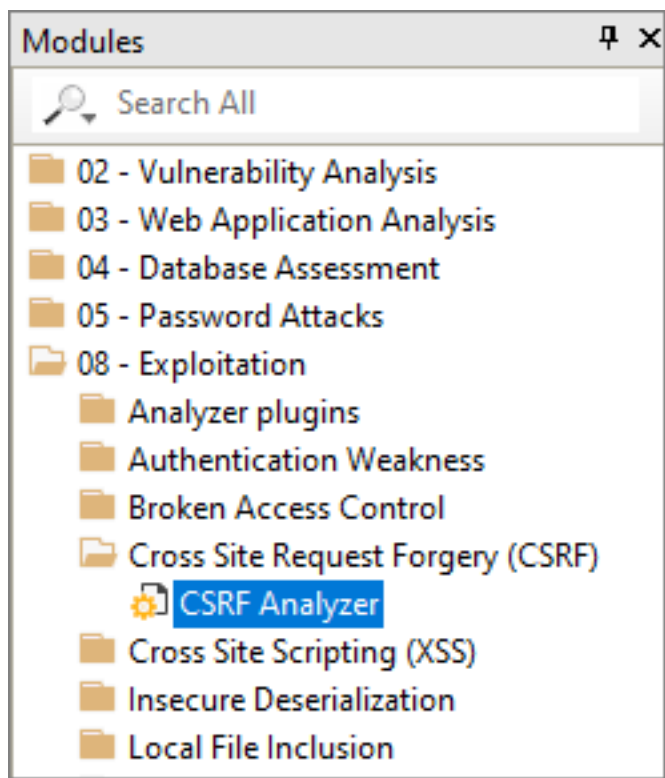 Modules
Search All
02 - Vulnerability Analysis
03 - Web Application Analysis
04 - Database Assessment
05 - Password Attacks
08 - Exploitation
Analyzer plugins
Authentication Weakness
Broken Access Control
Cross Site Request Forgery (CSRF)
CSRF Analyzer
Cross Site Scripting (XSS)
Insecure Deserialization
Local File Inclusion